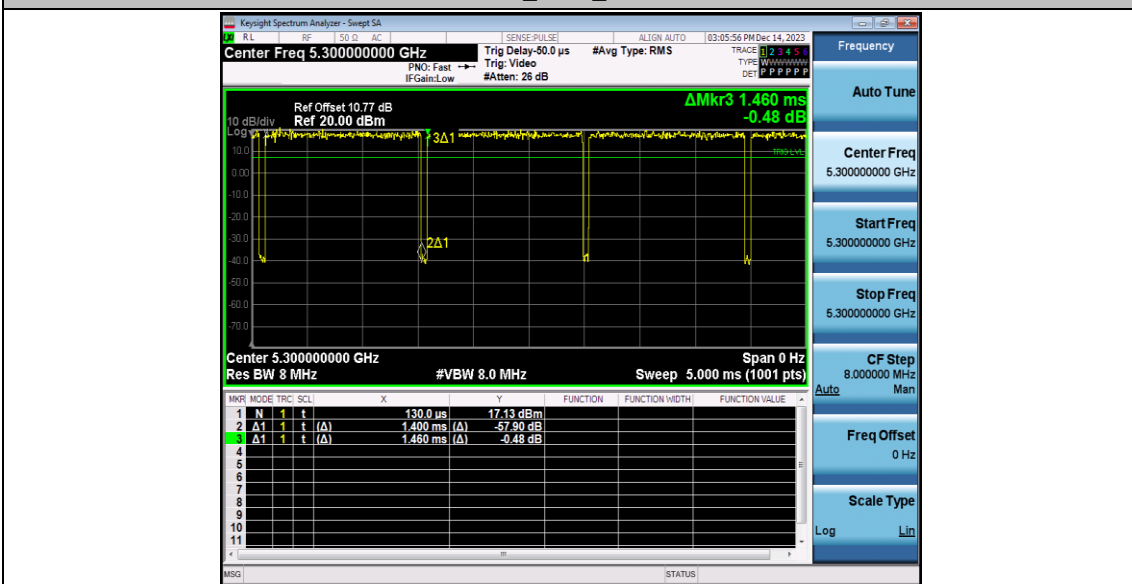 Keysight Spectrum Analyzer - Swept SA
LXI RL RF 50 Ω AC SENSE:PULSE ALIGN AUTO 03:05:56 PM Dec 14, 2023
Center Freq 5.300000000 GHz
PNO: Fast
IFGain:Low
Trig Delay-50.0 µs
Trig: Video
#Atten: 26 dB
#Avg Type: RMS
TRACE 1 2 3 4 5 6
TYPE WWWWWW
DET P P P P P P
ΔMkr3 1.460 ms
-0.48 dB
Ref Offset 10.77 dB
10 dB/div Ref 20.00 dBm
Log
3Δ1
10.0
TRIG LVL
0.00
-10.0
-20.0
-30.0
2Δ1
-40.0
-50.0
-60.0
-70.0
Center 5.300000000 GHz Span 0 Hz
Res BW 8 MHz #VBW 8.0 MHz Sweep 5.000 ms (1001 pts)
MKR MODE TRC SCL X Y FUNCTION FUNCTION WIDTH FUNCTION VALUE
1 N 1 t 130.0 µs 17.13 dBm
2 Δ1 1 t (Δ) 1.400 ms (Δ) -57.90 dB
3 Δ1 1 t (Δ) 1.460 ms (Δ) -0.48 dB
4
5
6
7
8
9
10
11
MSG STATUS
Frequency
Auto Tune
Center Freq
5.300000000 GHz
Start Freq
5.300000000 GHz
Stop Freq
5.300000000 GHz
CF Step
8.000000 MHz
Auto Man
Freq Offset
0 Hz
Scale Type
Log Lin